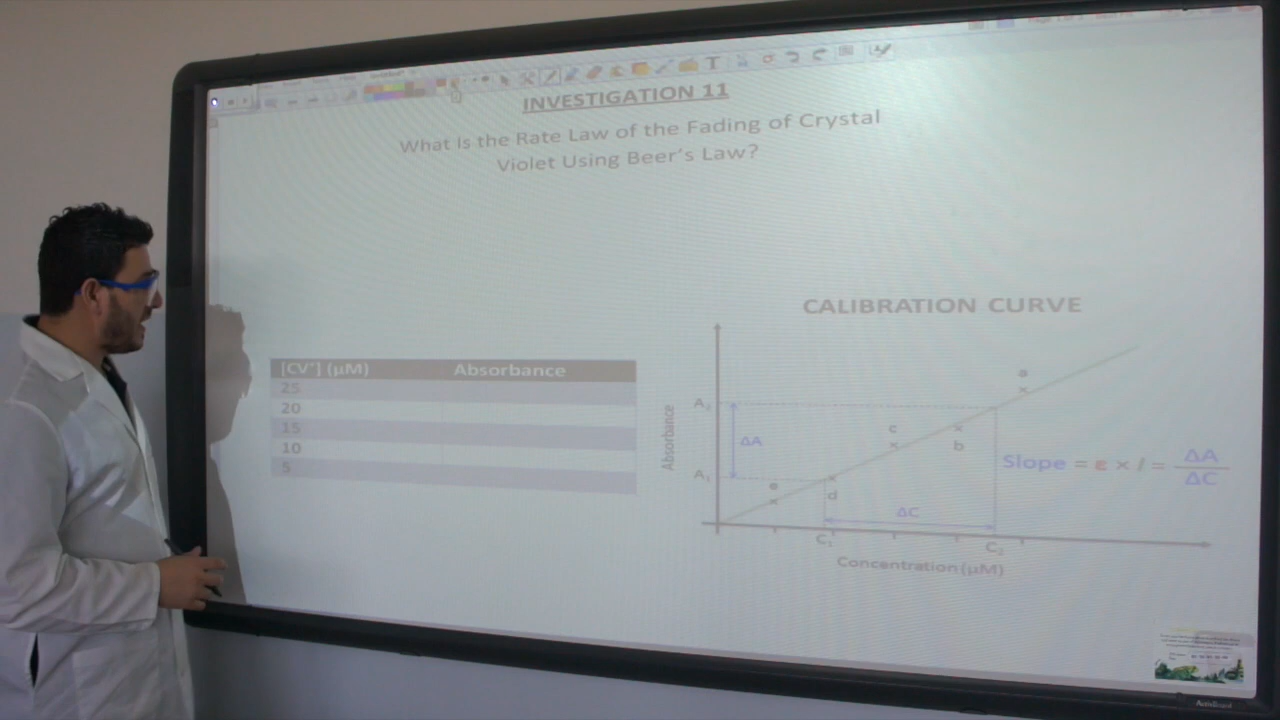 INVESTIGATION 11
What Is the Rate Law of the Fading of Crystal
Violet Using Beer's Law?
CALIBRATION CURVE
[CV⁺] (µM) Absorbance
25
20
15
10
5
Absorbance
A₂
A₁
ΔA
c
b
d
ΔC
C₁
C₂
Concentration (µM)
Slope = ε × l = ΔA
ΔC
T
ActivBoard